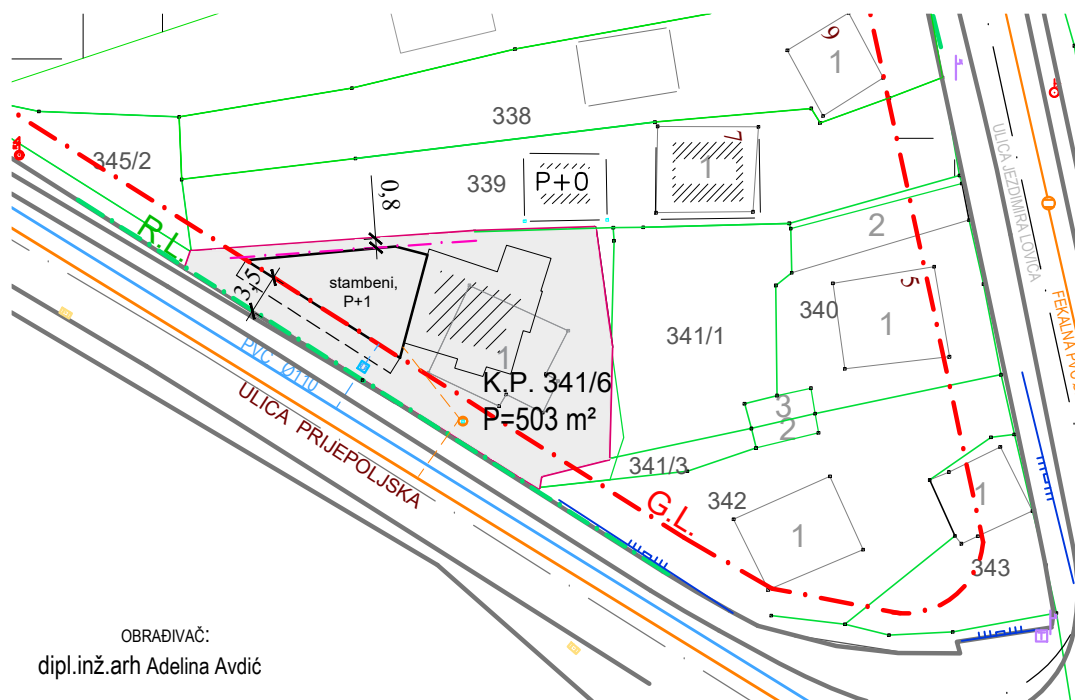 9
1
338
7
1
345/2
339
P+0
0,8
R.L.
3,5
stambeni,
P+1
PVC Ø110
1
K.P. 341/6
P=503 m²
ULICA PRIJEPOLJSKA
2
340
5
1
341/1
3
2
341/3
342
1
G.L.
1
343
ULICA JEZDIMIRA LOVIĆA
FEKALNA PVC
OBRAĐIVAČ:
dipl.inž.arh Adelina Avdić